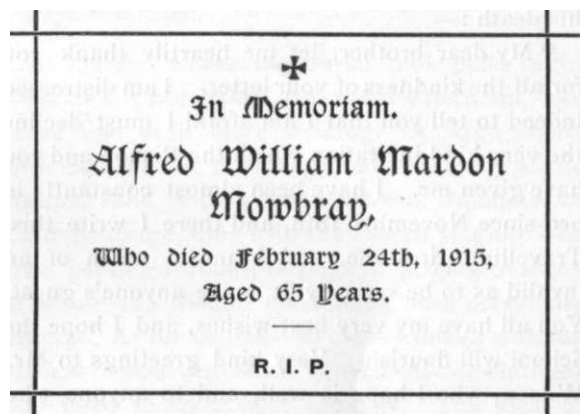 In Memoriam.
Alfred William Mardon
Mowbray,
Who died February 24th, 1915,
Aged 65 Years.
R. I. P.